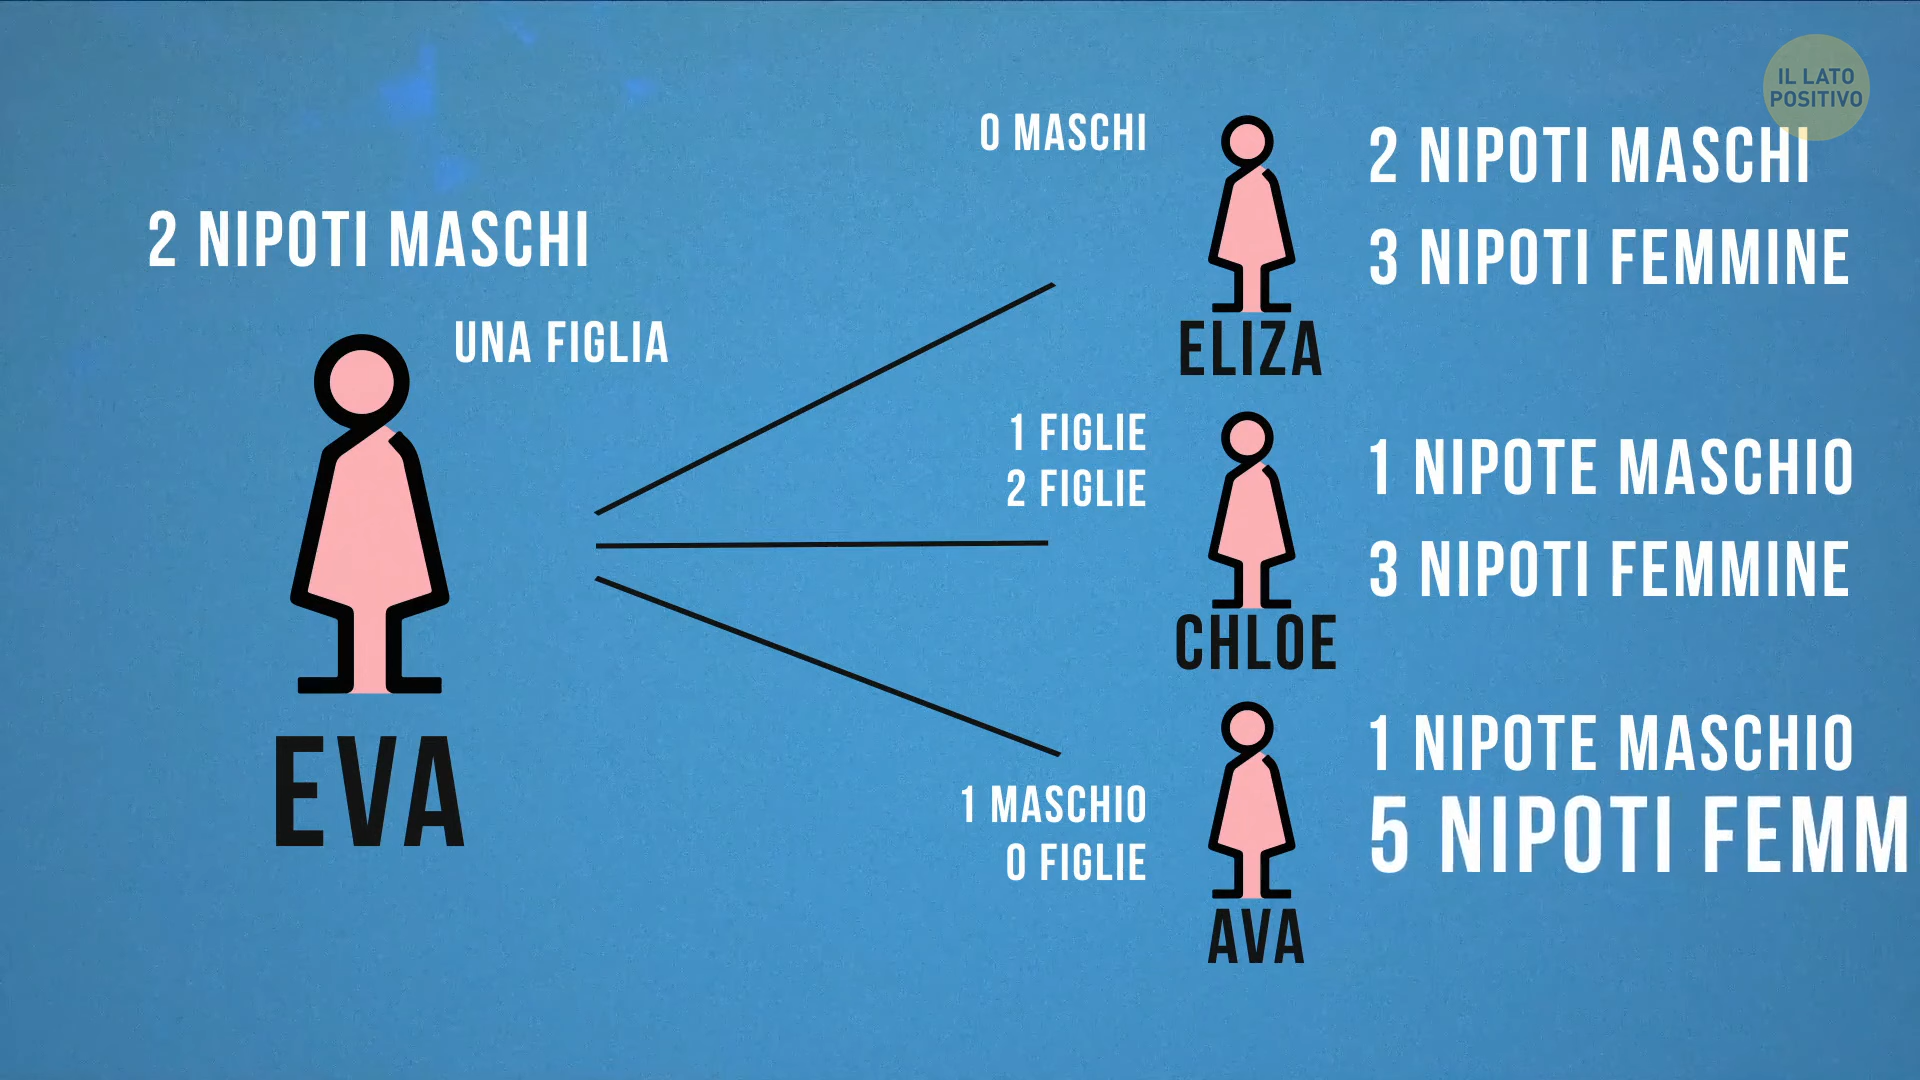 IL LATO
POSITIVO
2 NIPOTI MASCHI
UNA FIGLIA
EVA
0 MASCHI
2 NIPOTI MASCHI
3 NIPOTI FEMMINE
ELIZA
1 FIGLIE
2 FIGLIE
1 NIPOTE MASCHIO
3 NIPOTI FEMMINE
CHLOE
1 MASCHIO
0 FIGLIE
1 NIPOTE MASCHIO
5 NIPOTI FEMM
AVA